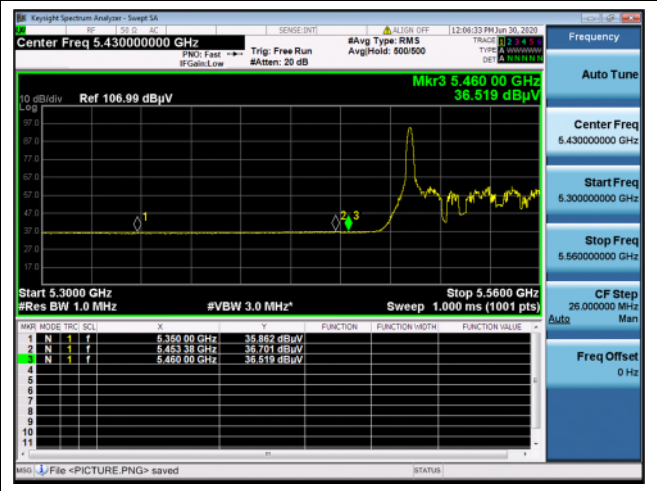 Keysight Spectrum Analyzer - Swept SA
RF 50 Ω AC SENSE:INT ALIGN OFF 12:06:33 PM Jun 30, 2020
Center Freq 5.430000000 GHz
PNO: Fast
IFGain:Low
Trig: Free Run
#Atten: 20 dB
#Avg Type: RMS
Avg|Hold: 500/500
TRACE 1 2 3 4 5 6
TYPE A WWWWW
DET A N N N N N
Mkr3 5.460 00 GHz
36.519 dBµV
10 dB/div Ref 106.99 dBµV
Log
97.0
87.0
77.0
67.0
57.0
47.0
37.0
27.0
17.0
1
2 3
Start 5.3000 GHz Stop 5.5600 GHz
#Res BW 1.0 MHz #VBW 3.0 MHz* Sweep 1.000 ms (1001 pts)
MKR MODE TRC SCL X Y FUNCTION FUNCTION WIDTH FUNCTION VALUE
1 N 1 f 5.350 00 GHz 35.862 dBµV
2 N 1 f 5.453 38 GHz 36.701 dBµV
3 N 1 f 5.460 00 GHz 36.519 dBµV
4
5
6
7
8
9
10
11
MSG File <PICTURE.PNG> saved STATUS
Frequency
Auto Tune
Center Freq
5.430000000 GHz
Start Freq
5.300000000 GHz
Stop Freq
5.560000000 GHz
CF Step
26.000000 MHz
Auto Man
Freq Offset
0 Hz